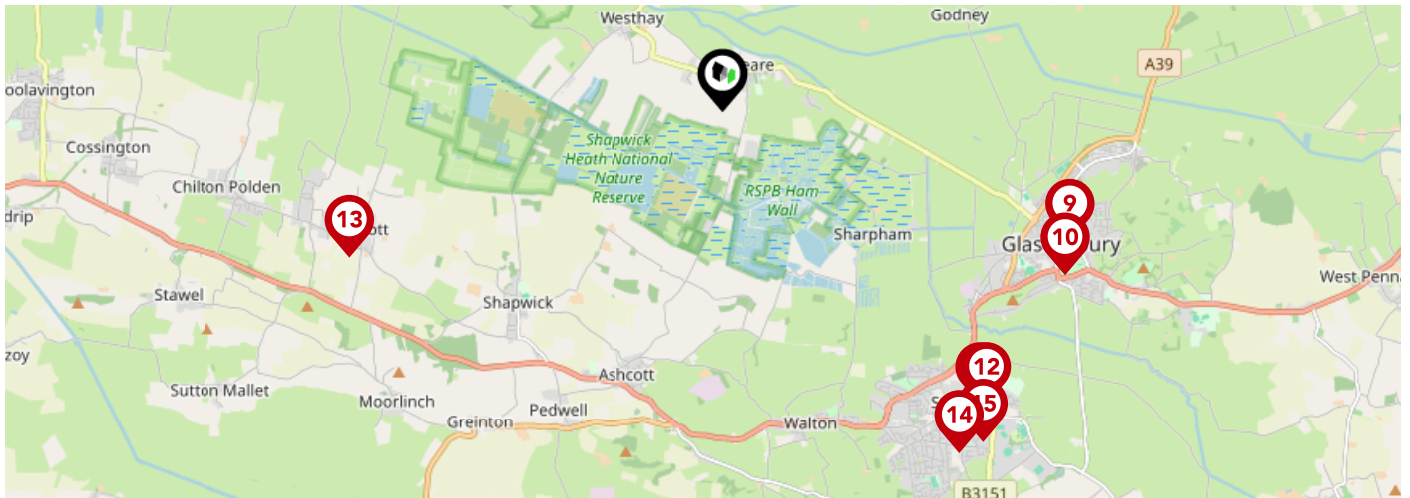 Westhay
Godney
eare
A39
oolavington
Cossington
Shapwick
Heath National
Nature
Reserve
Chilton Polden
RSPB Ham
Wall
9
13
ott
drip
10
Sharpham
Glas
ury
West Penna
Stawel
Shapwick
zoy
12
Ashcott
Sutton Mallet
Moorlinch
S
15
14
Pedwell
Greinton
Walton
B3151